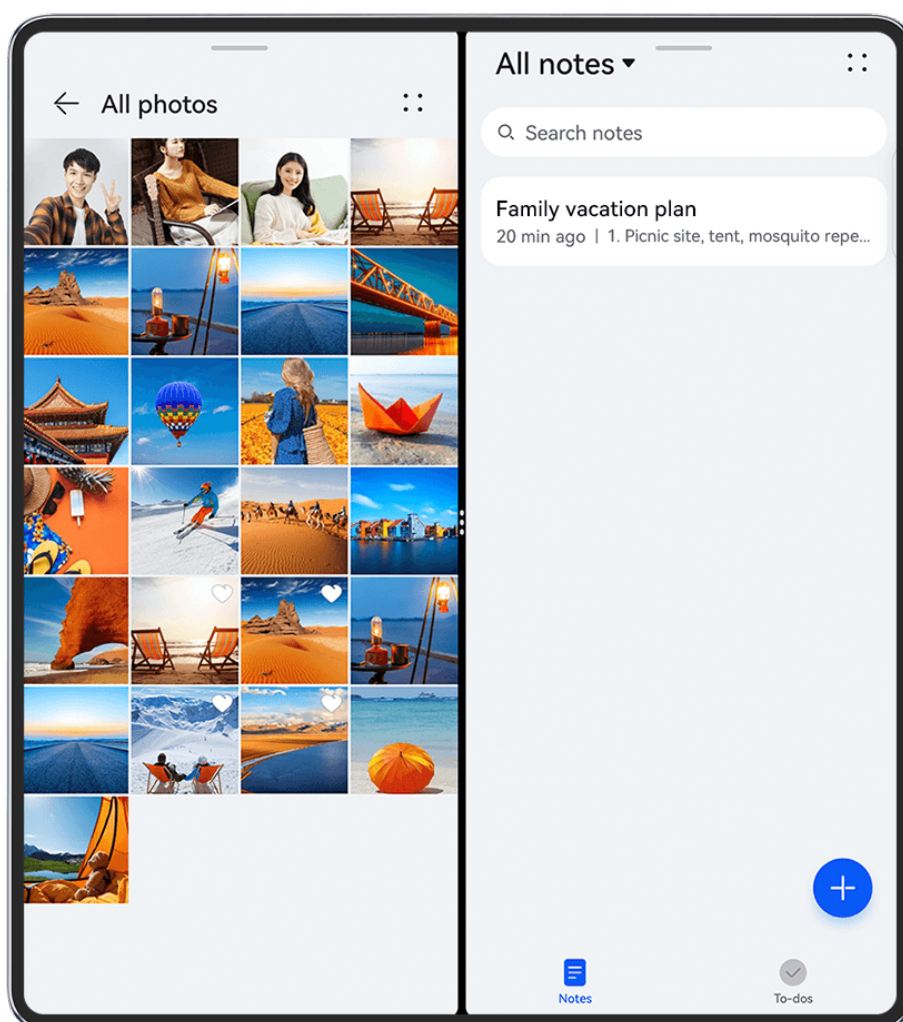 All photos
All notes
Search notes
Family vacation plan
20 min ago | 1. Picnic site, tent, mosquito repe...
Notes
To-dos